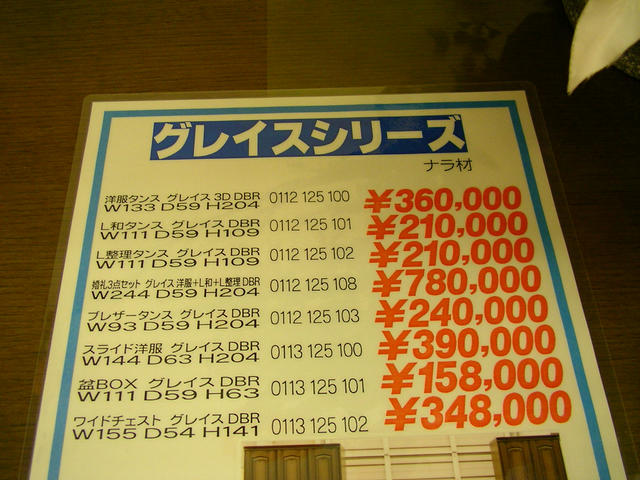 グレイスシリーズ
ナラ材
洋服タンス グレイス 3D DBR 0112 125 100 ¥360,000
W133 D59 H204
L和タンス グレイス DBR 0112 125 101 ¥210,000
W111 D59 H109
L整理タンス グレイス DBR 0112 125 102 ¥210,000
W111 D59 H109
婚礼3点セット グレイス 洋服+L和+L整理 DBR 0112 125 108 ¥780,000
W244 D59 H204
ブレザータンス グレイス DBR 0112 125 103 ¥240,000
W93 D59 H204
スライド洋服 グレイス DBR 0113 125 100 ¥390,000
W144 D63 H204
盆BOX グレイス DBR 0113 125 101 ¥158,000
W111 D59 H63
ワイドチェスト グレイス DBR 0113 125 102 ¥348,000
W155 D54 H141